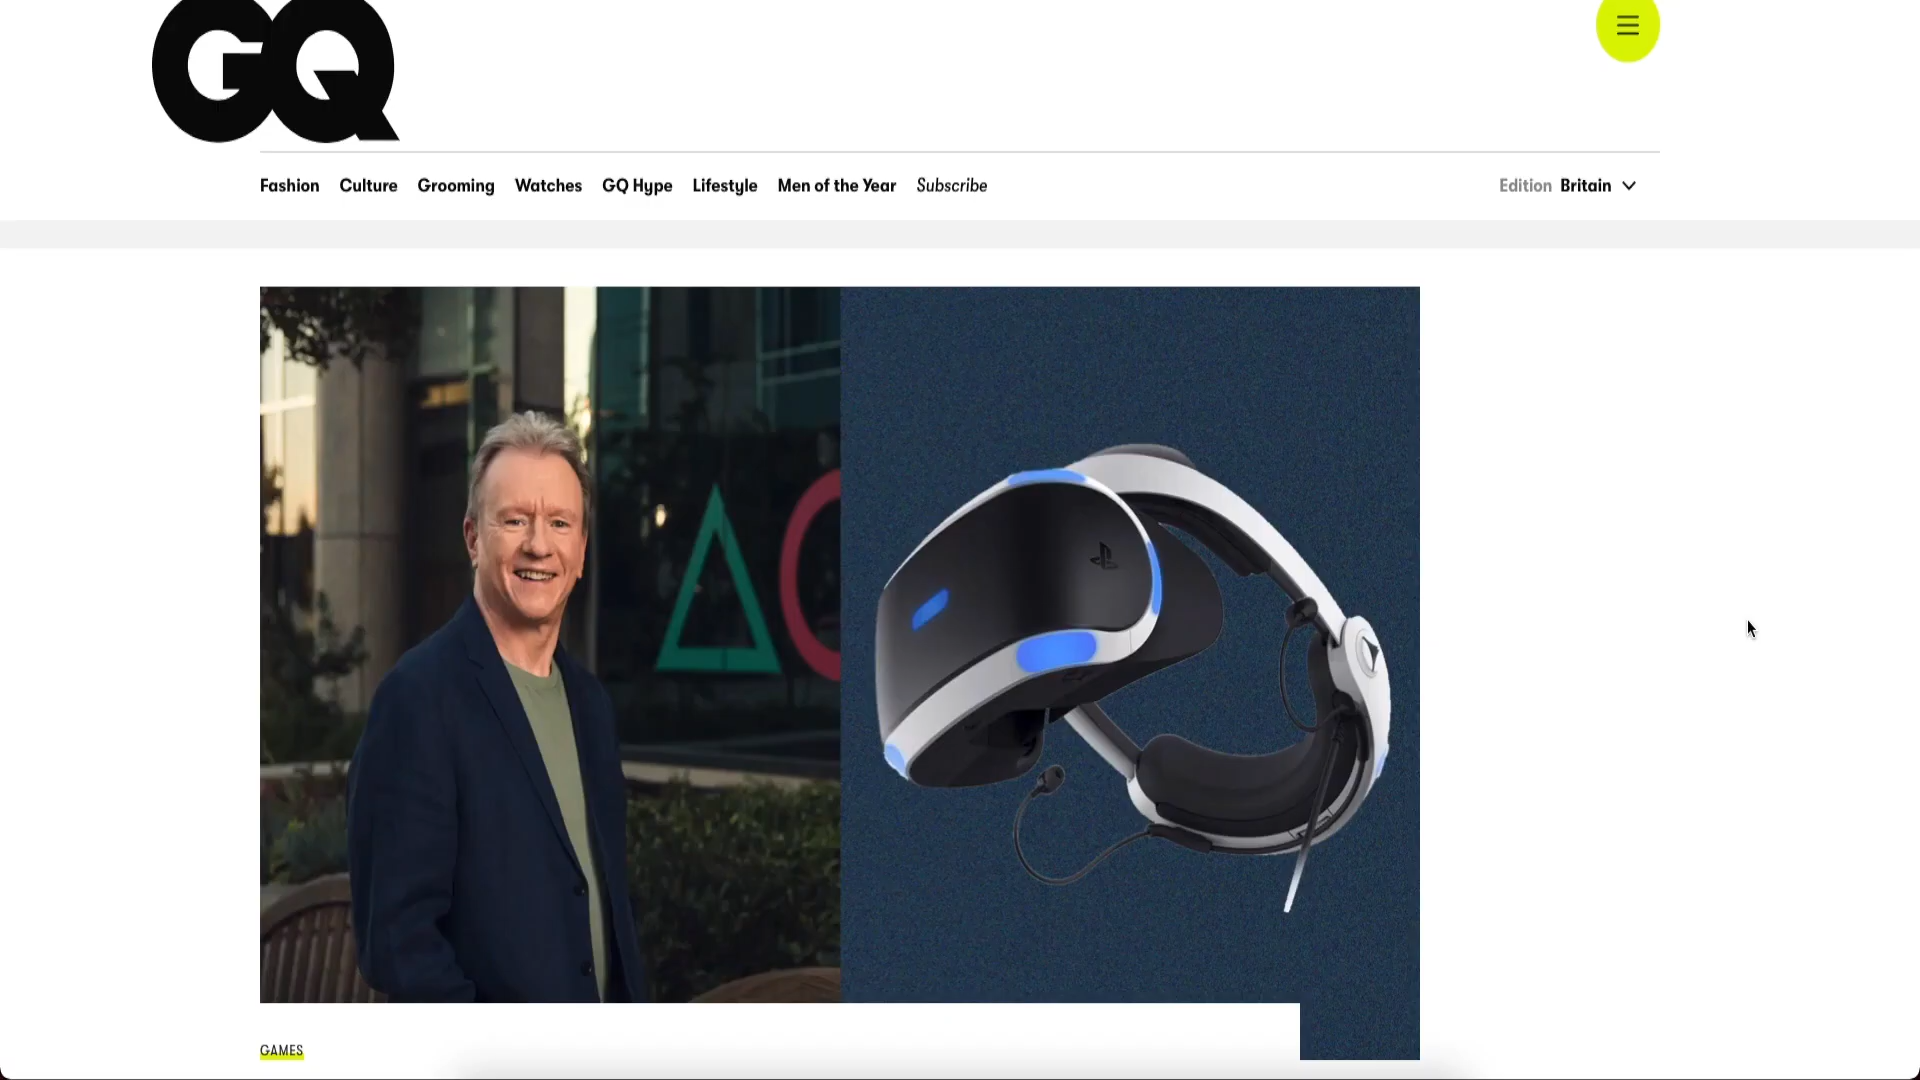 GQ
Fashion Culture Grooming Watches GQ Hype Lifestyle Men of the Year Subscribe Edition Britain
GAMES